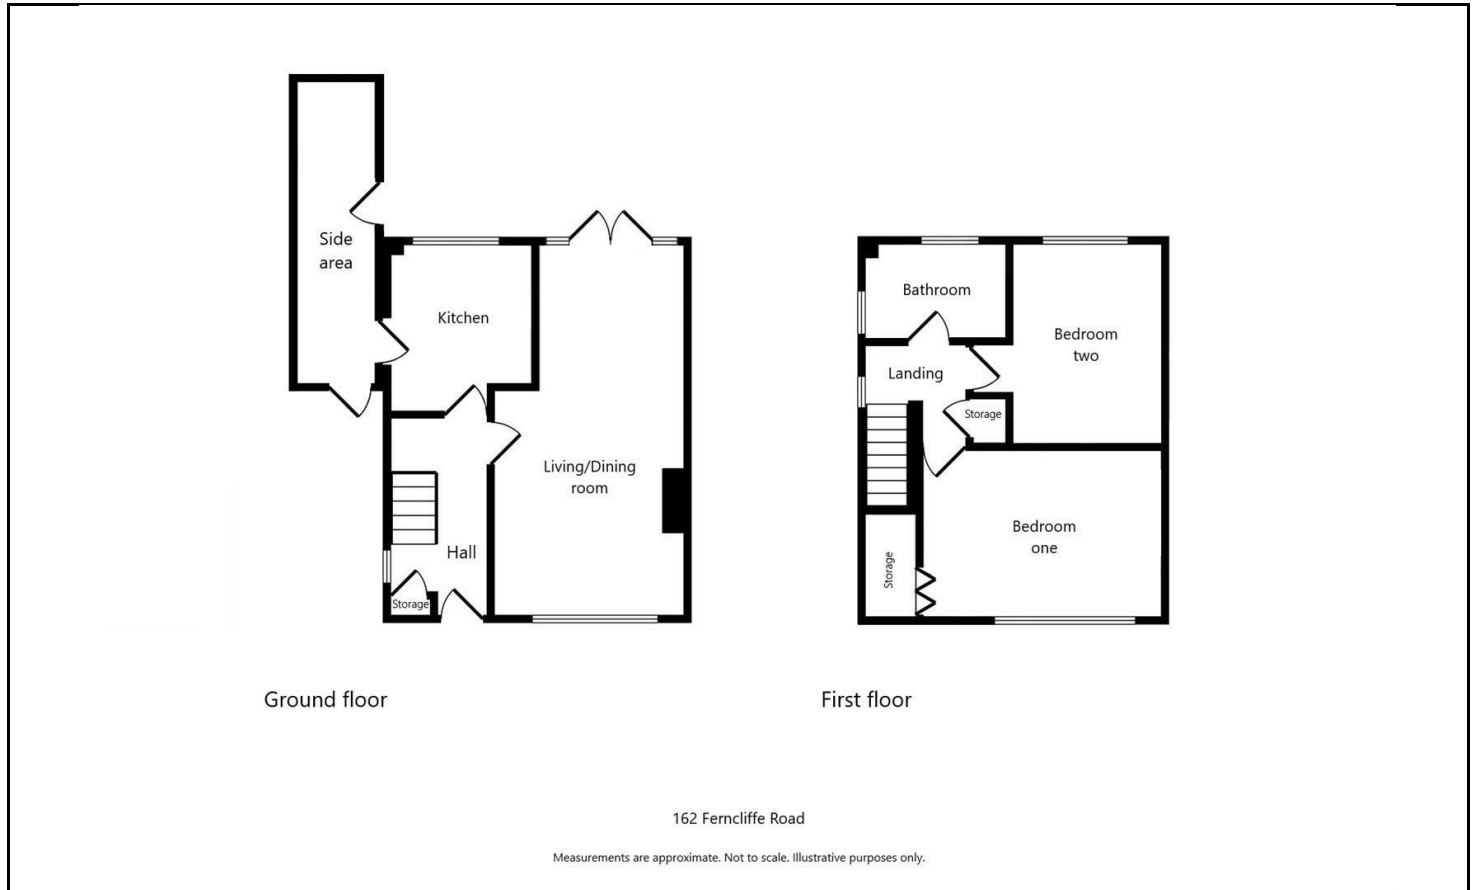 Side
area
Kitchen
Living/Dining
room
Hall
Storage
Ground floor
Bathroom
Bedroom
two
Landing
Storage
Bedroom
one
Storage
First floor
162 Ferncliffe Road
Measurements are approximate. Not to scale. Illustrative purposes only.